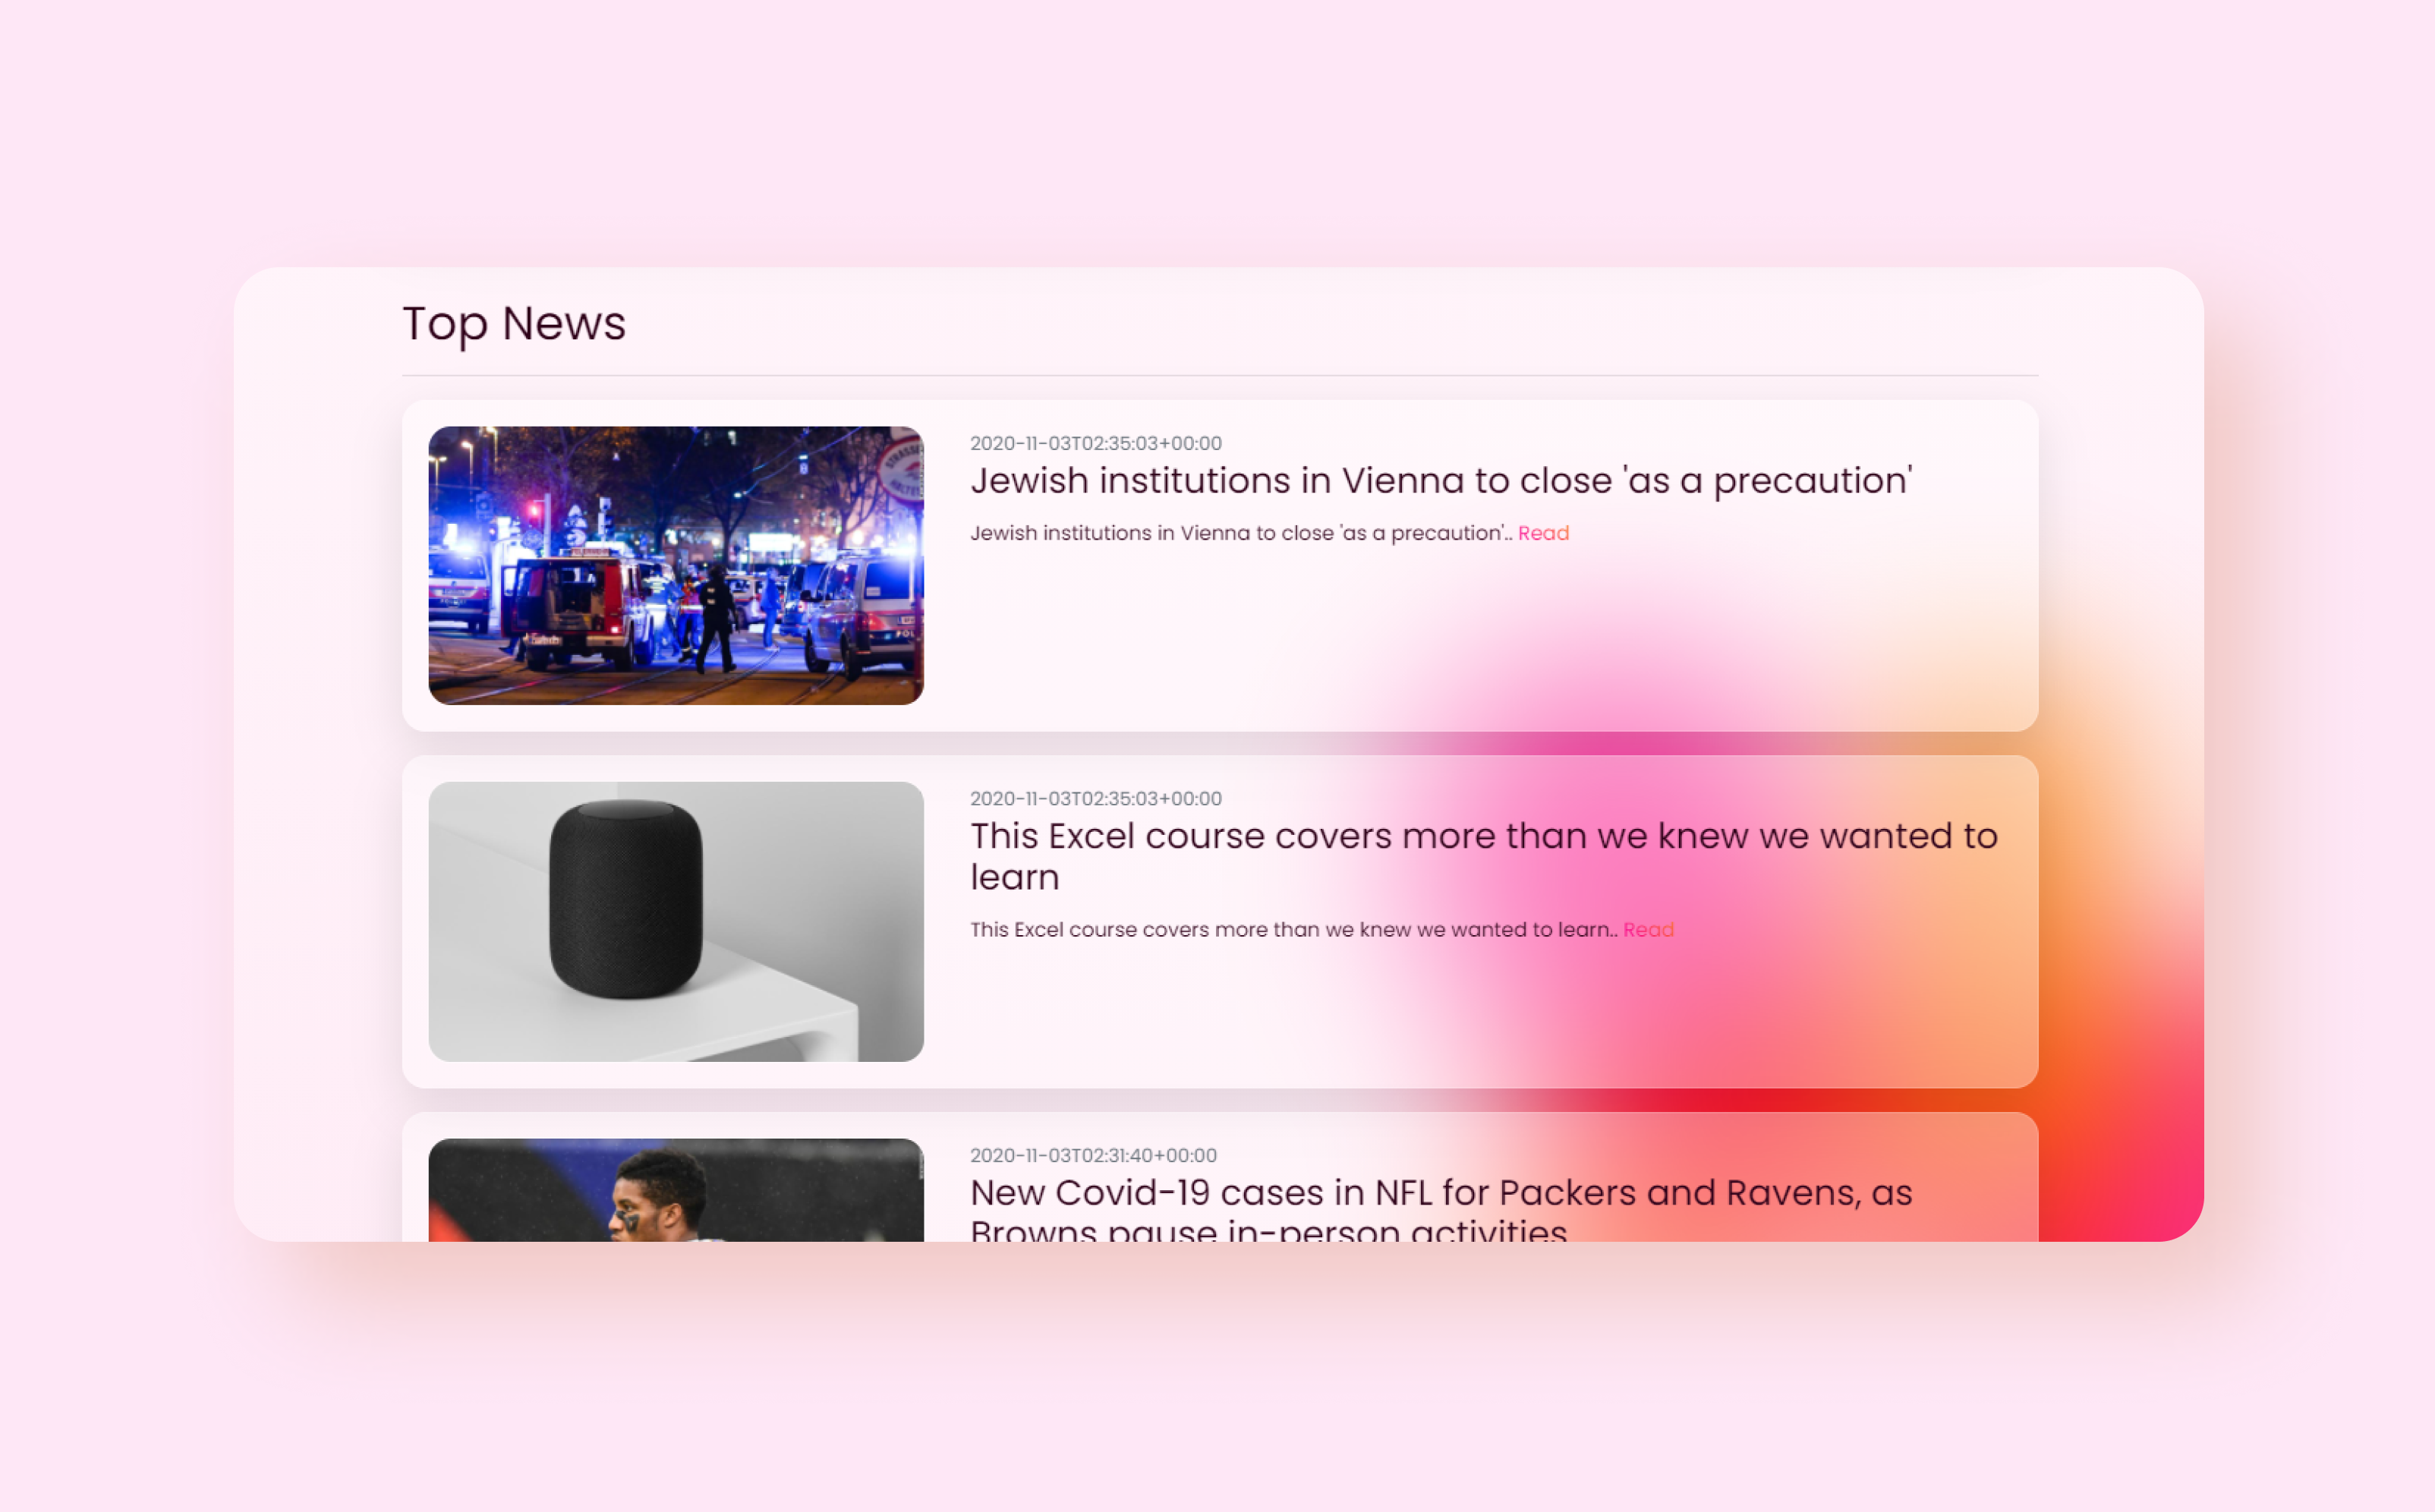 Top News
2020-11-03T02:35:03+00:00
Jewish institutions in Vienna to close 'as a precaution'
Jewish institutions in Vienna to close 'as a precaution'.. Read
2020-11-03T02:35:03+00:00
This Excel course covers more than we knew we wanted to
learn
This Excel course covers more than we knew we wanted to learn.. Read
2020-11-03T02:31:40+00:00
New Covid-19 cases in NFL for Packers and Ravens, as
Browns pause in-person activities